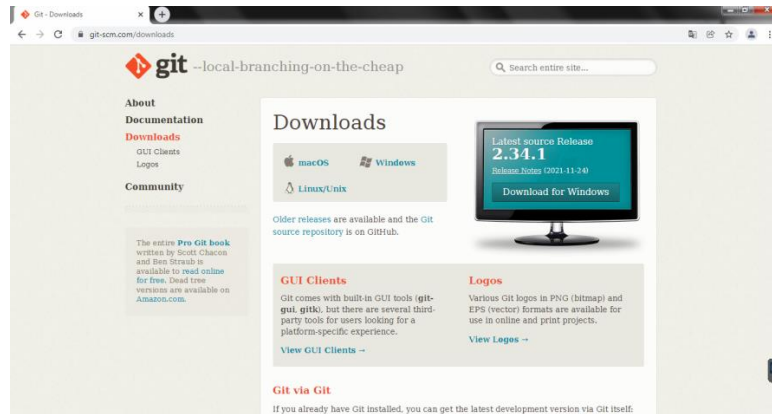 Git - Downloads
git-scm.com/downloads
git --local-branching-on-the-cheap
Search entire site...
About
Documentation
Downloads
GUI Clients
Logos
Community
The entire Pro Git book
written by Scott Chacon
and Ben Straub is
available to read online
for free. Dead tree
versions are available on
Amazon.com.
Downloads
macOS
Windows
Linux/Unix
Older releases are available and the Git
source repository is on GitHub.
Latest source Release
2.34.1
Release Notes (2021-11-24)
Download for Windows
GUI Clients
Git comes with built-in GUI tools (git-
gui, gitk), but there are several third-
party tools for users looking for a
platform-specific experience.
View GUI Clients →
Logos
Various Git logos in PNG (bitmap) and
EPS (vector) formats are available for
use in online and print projects.
View Logos →
Git via Git
If you already have Git installed, you can get the latest development version via Git itself: